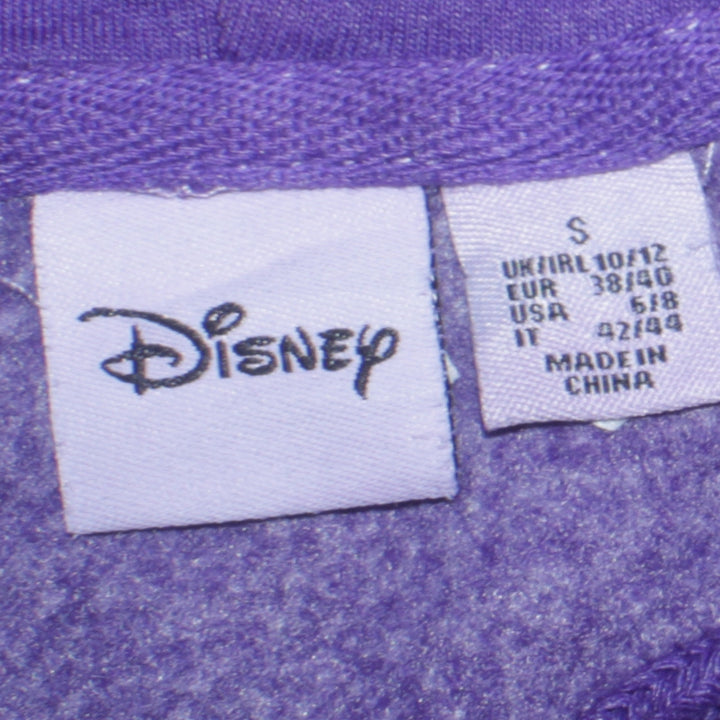 Disney
S
UK/IRL 10/12
EUR 38/40
USA 6/8
IT 42/44
MADE IN
CHINA